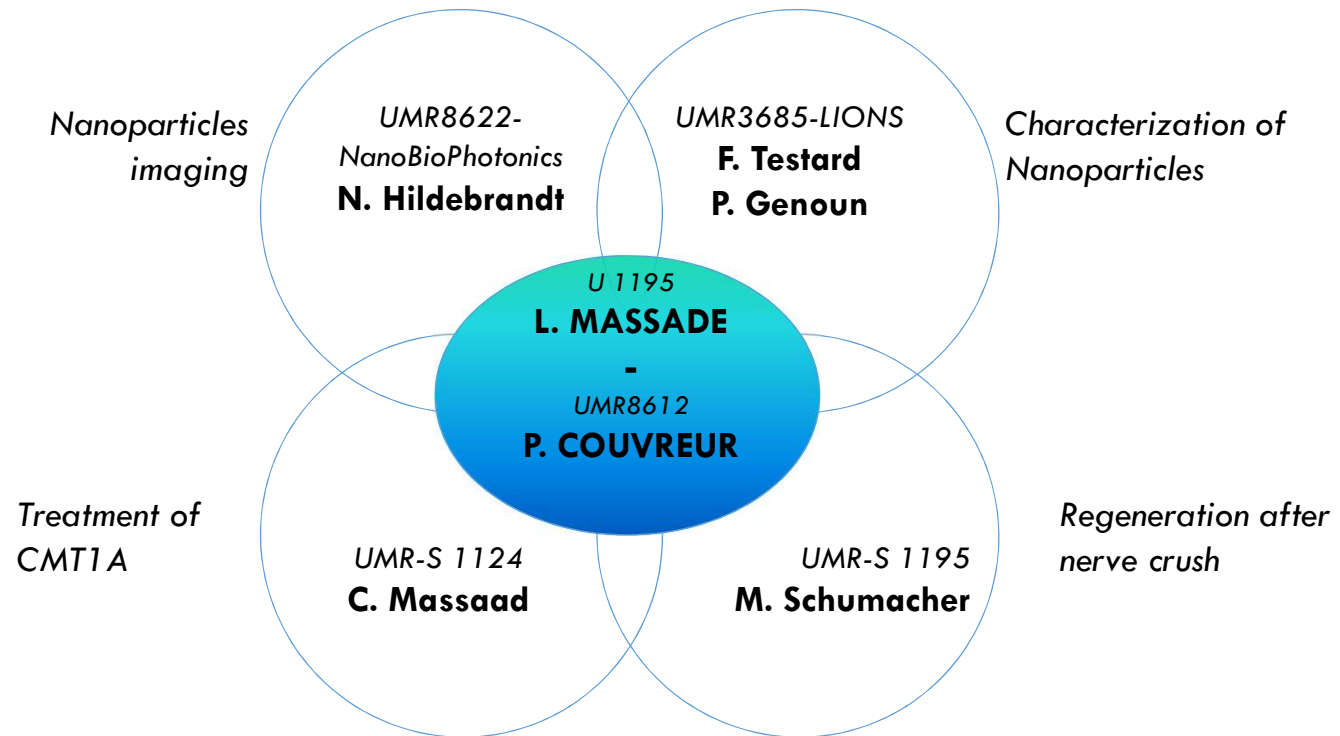 Nanoparticles
imaging
UMR8622-
NanoBioPhotonics
N. Hildebrandt
UMR3685-LIONS
F. Testard
P. Genoun
Characterization of
Nanoparticles
U 1195
L. MASSADE
-
UMR8612
P. COUVREUR
Treatment of
CMT1A
UMR-S 1124
C. Massaad
UMR-S 1195
M. Schumacher
Regeneration after
nerve crush